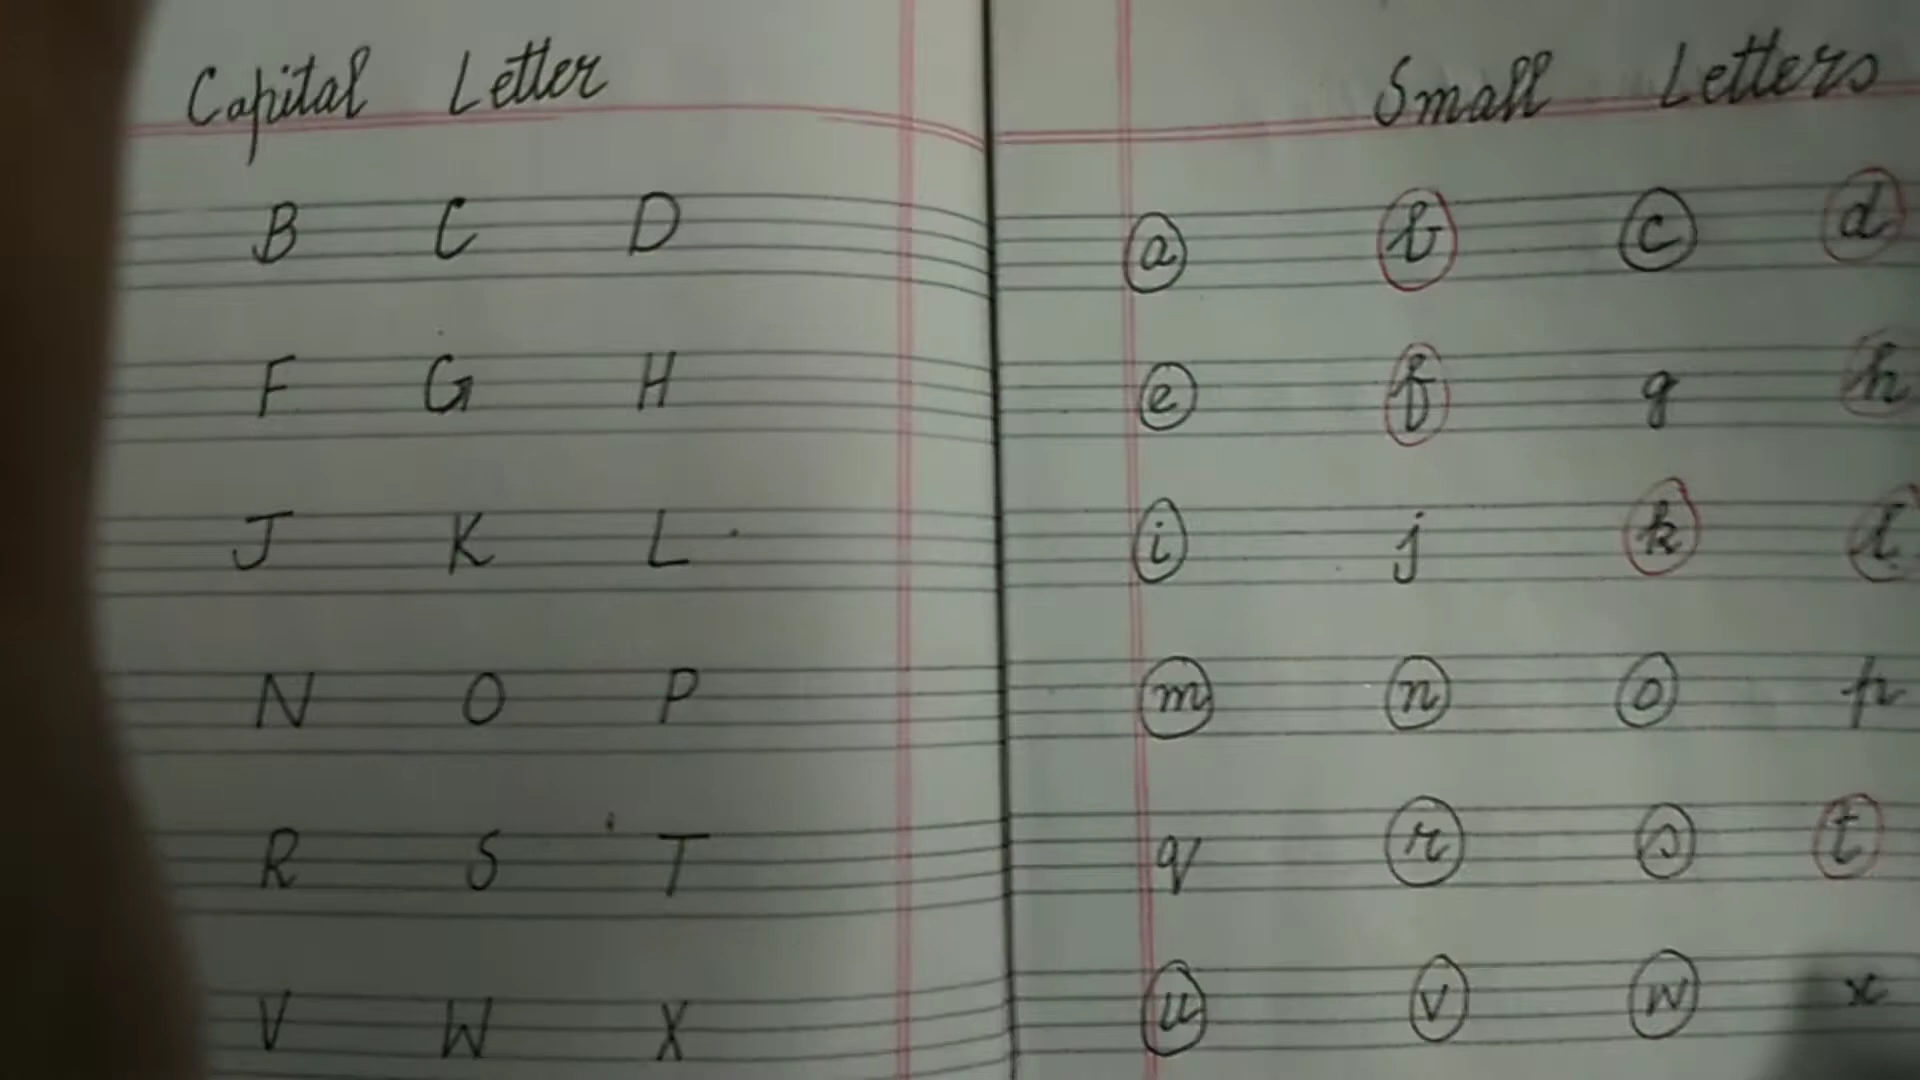 Capital Letter
B C D
F G H
J K L
N O P
R S T
V W X
Small Letters
a b c d
e f g h
i j k l
m n o p
q r s t
u v w x